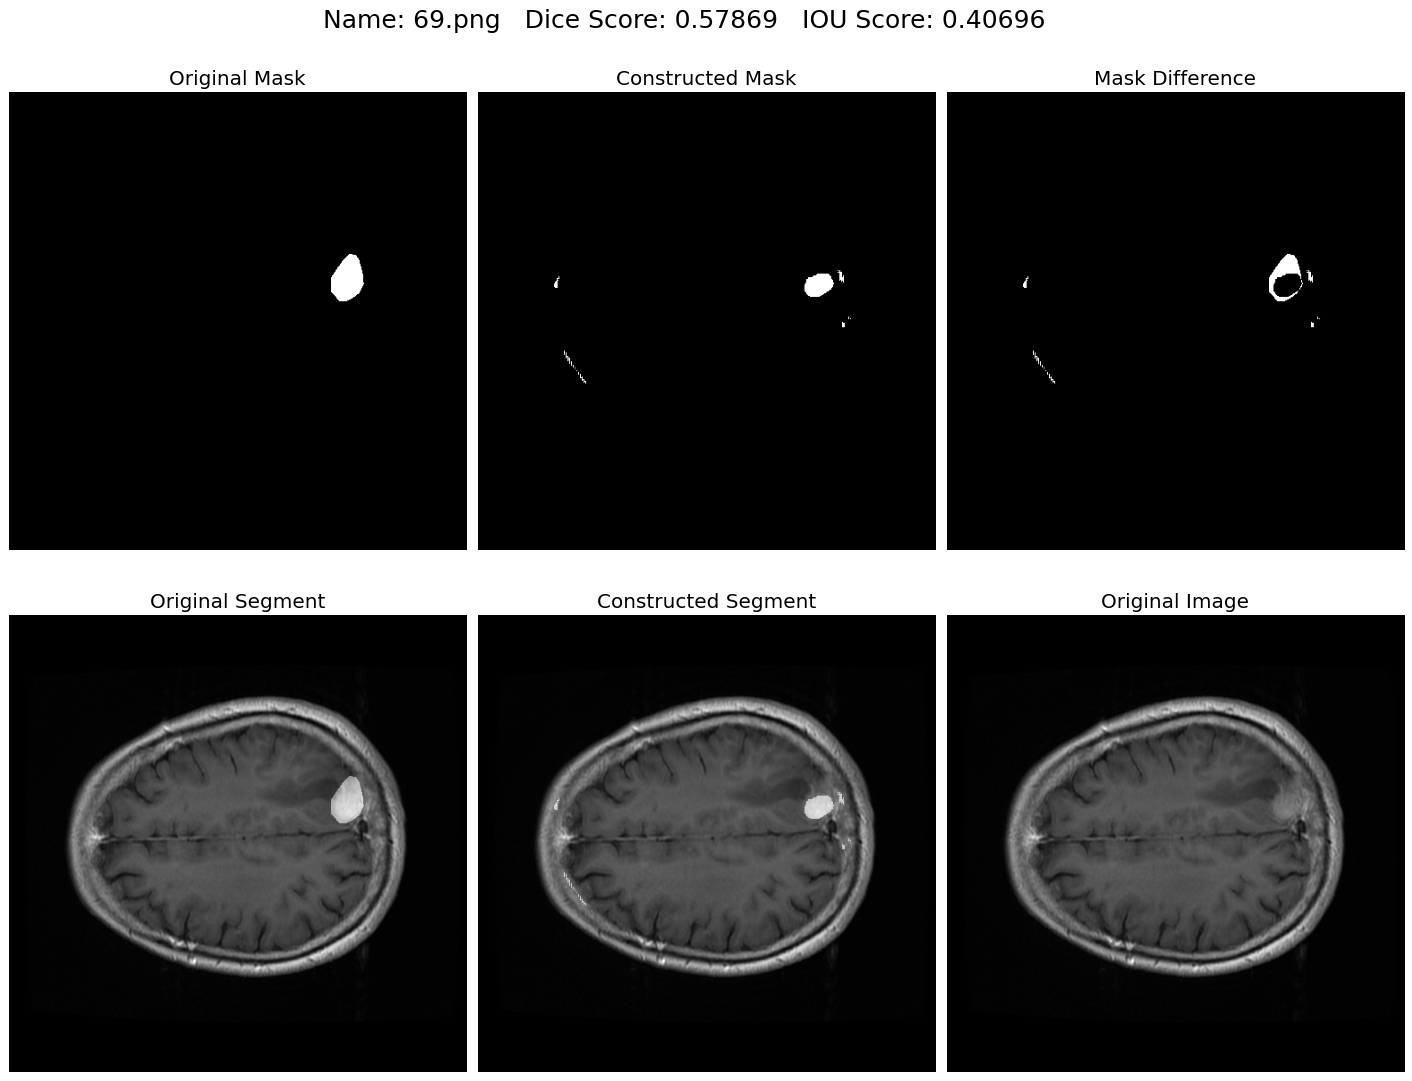 Name: 69.png   Dice Score: 0.57869   IOU Score: 0.40696
Original Mask
Constructed Mask
Mask Difference
Original Segment
Constructed Segment
Original Image